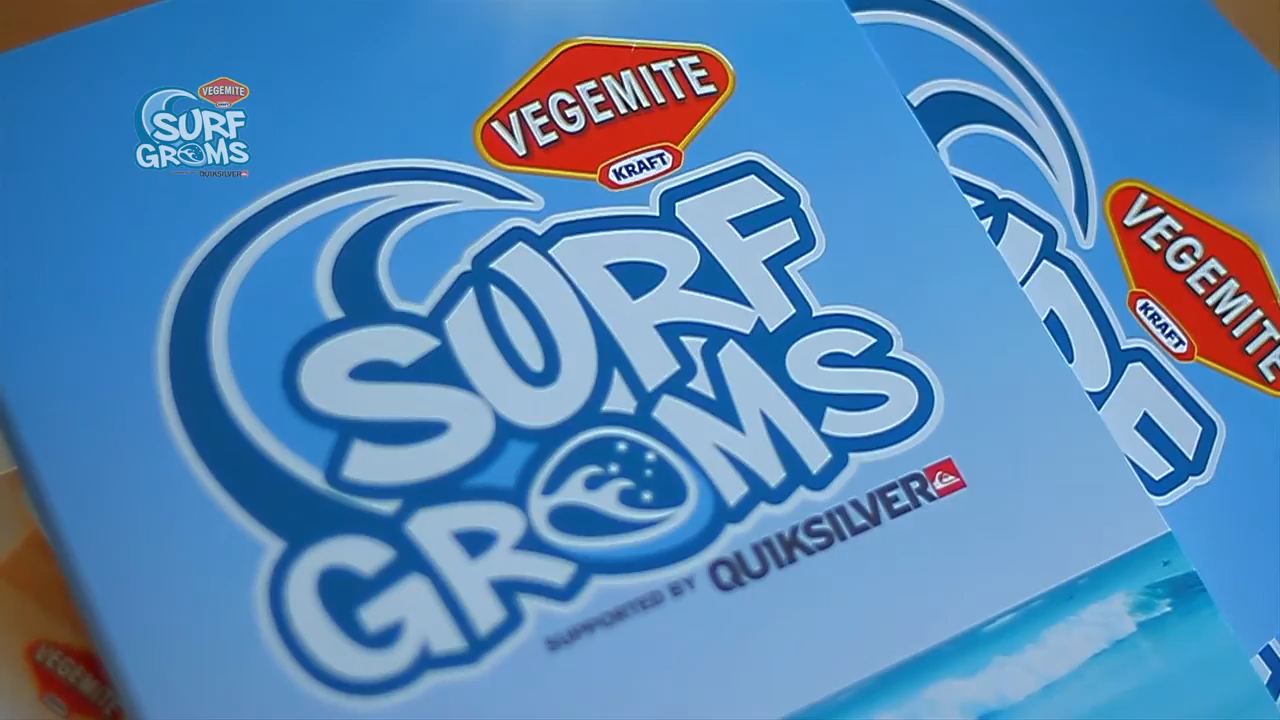 VEGEMITE
SURF
GROMS
QUIKSILVER
VEGEMITE
KRAFT
SURF
GROMS
SUPPORTED BY QUIKSILVER
VEGEMITE
KRAFT
VEGEMITE